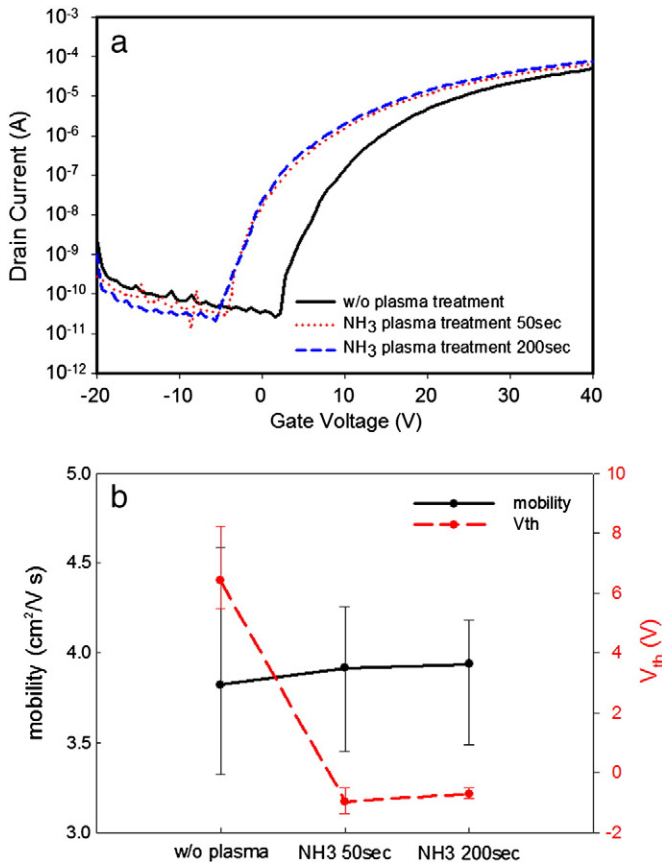 a
10⁻³
10⁻⁴
10⁻⁵
10⁻⁶
10⁻⁷
10⁻⁸
10⁻⁹
10⁻¹⁰
10⁻¹¹
10⁻¹²
Drain Current (A)
w/o plasma treatment
NH₃ plasma treatment 50sec
NH₃ plasma treatment 200sec
-20 -10 0 10 20 30 40
Gate Voltage (V)
b
5.0
4.5
4.0
3.5
3.0
mobility (cm²/V s)
mobility
Vth
10
8
6
4
2
0
-2
V_th (V)
w/o plasma NH3 50sec NH3 200sec